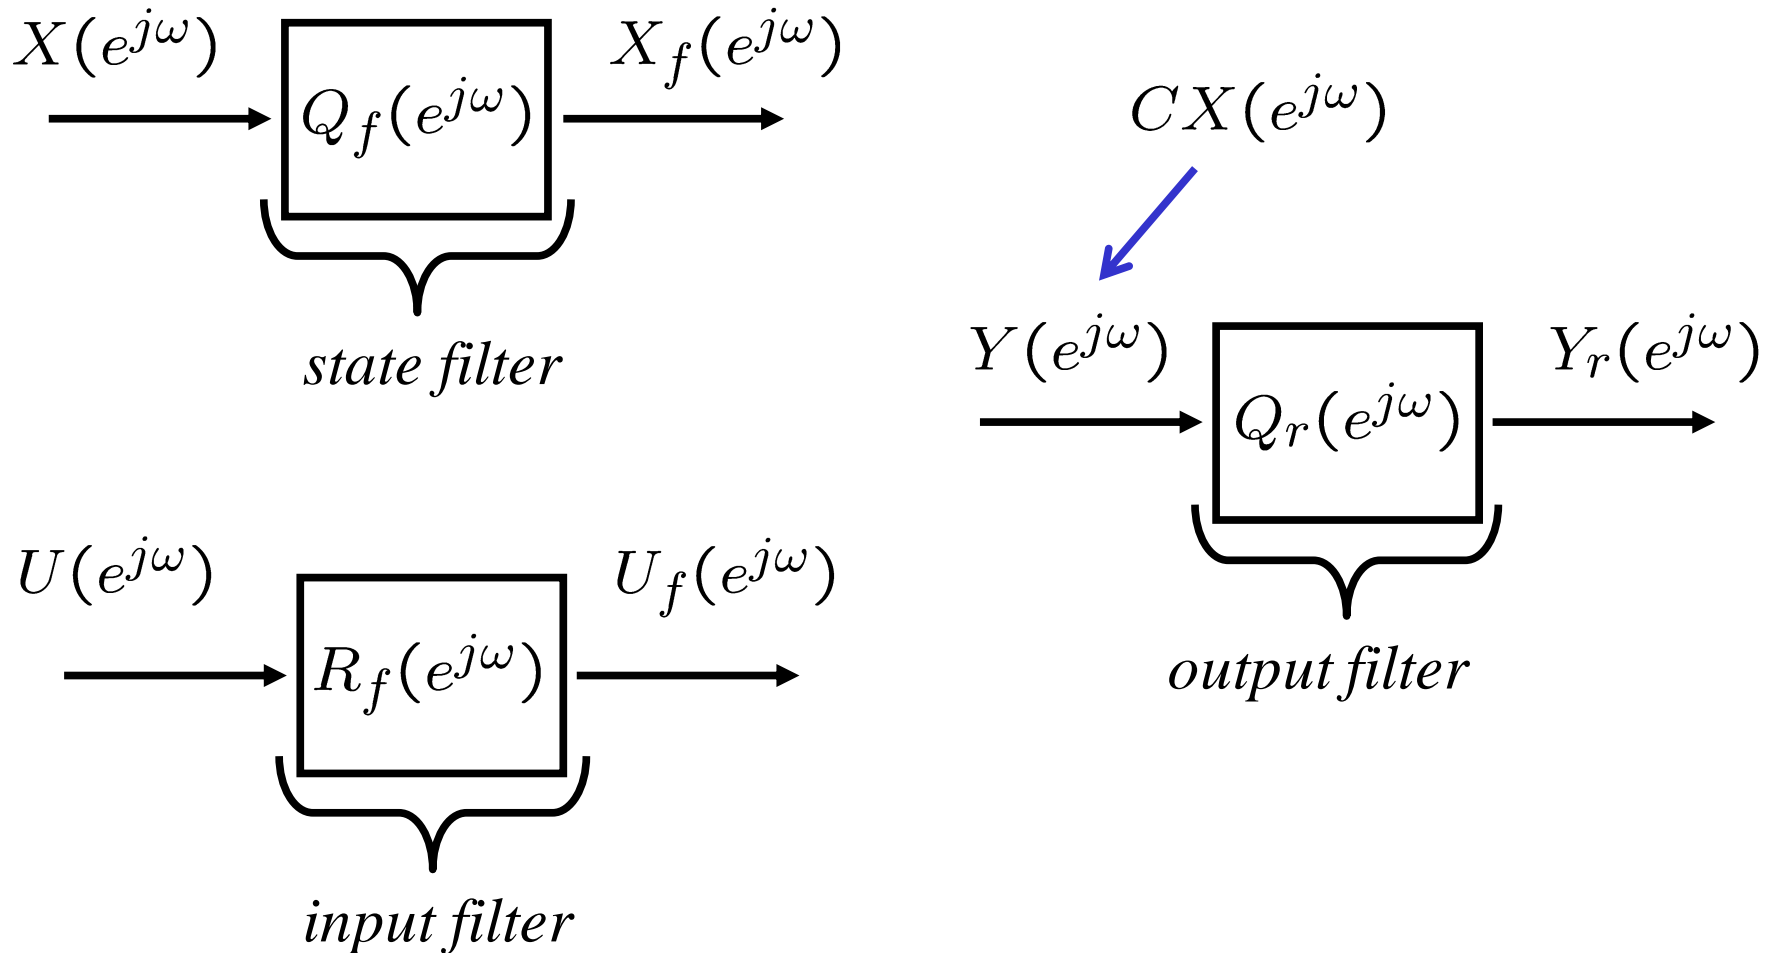 X(e^{jω})
Q_f(e^{jω})
X_f(e^{jω})
state filter
U(e^{jω})
R_f(e^{jω})
U_f(e^{jω})
input filter
CX(e^{jω})
Y(e^{jω})
Q_r(e^{jω})
Y_r(e^{jω})
output filter